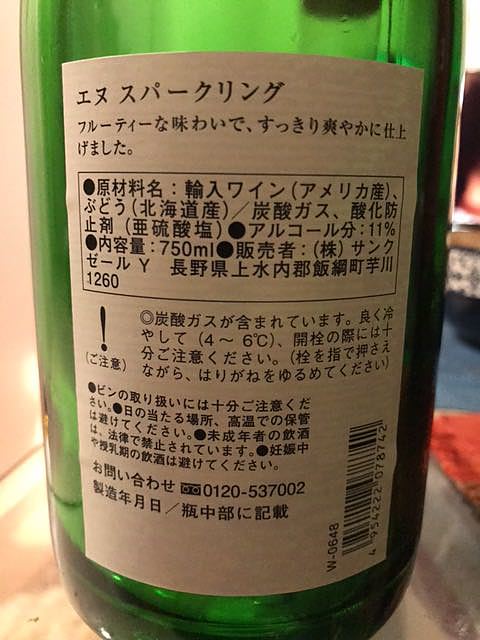 エヌ スパークリング
フルーティーな味わいで、すっきり爽やかに仕上
げました。
●原材料名：輸入ワイン（アメリカ産）、
ぶどう（北海道産）／炭酸ガス、酸化防
止剤（亜硫酸塩）●アルコール分：11%
●内容量：750ml●販売者：（株）サンク
ゼールＹ　長野県上水内郡飯綱町芋川
1260
！
（ご注意）
◎炭酸ガスが含まれています。良く冷
やして（4～6℃）、開栓の際には十
分ご注意ください。（栓を指で押さえ
ながら、はりがねをゆるめてください）
●ビンの取り扱いには十分ご注意くだ
さい。●日の当たる場所、高温での保管
は避けてください。●未成年者の飲酒
は、法律で禁止されています。●妊娠中
や授乳期の飲酒は避けてください。
お問い合わせ 0120-537002
製造年月日／瓶中部に記載
W-0648
4954222078742